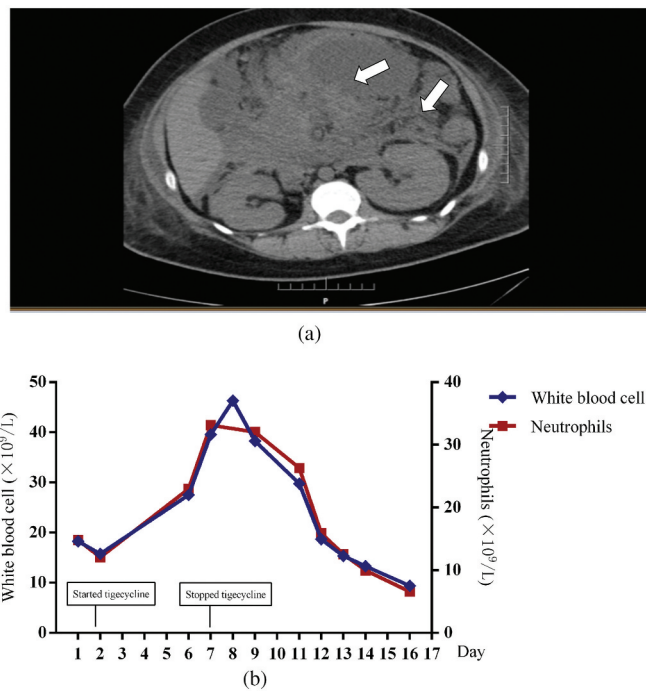 P
(a)
50
40
30
20
10
0
White blood cell (×10⁹/L)
40
30
20
10
0
Neutrophils (×10⁹/L)
White blood cell
Neutrophils
Started tigecycline
Stopped tigecycline
1 2 3 4 5 6 7 8 9 10 11 12 13 14 15 16 17 Day
(b)